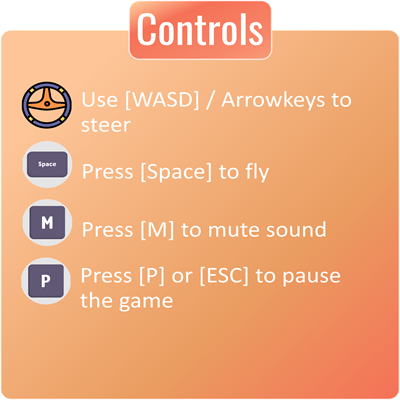 Controls
Use [WASD] / Arrowkeys to
steer
Space
Press [Space] to fly
M
Press [M] to mute sound
P
Press [P] or [ESC] to pause
the game